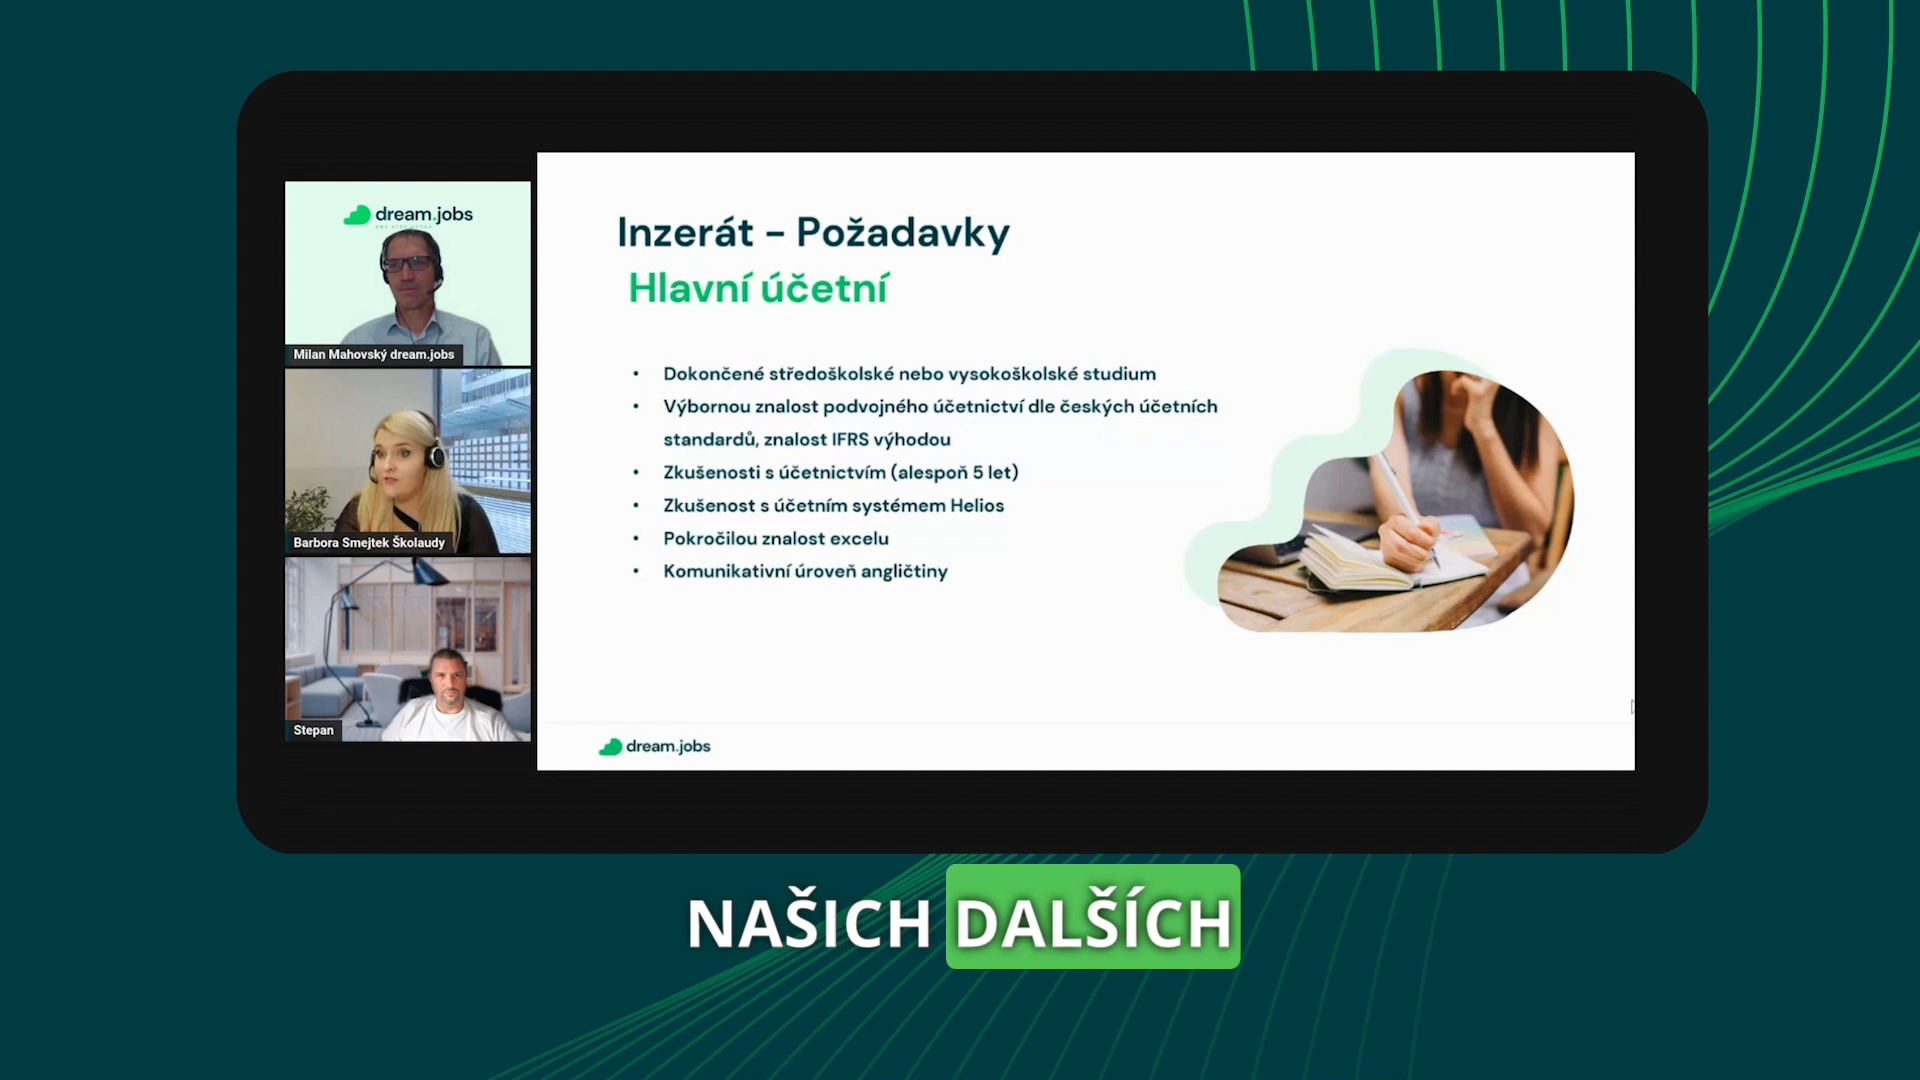 dream.jobs
Milan Mahovský dream.jobs
Barbora Smejtek Školaudy
Stepan
Inzerát - Požadavky
Hlavní účetní
• Dokončené středoškolské nebo vysokoškolské studium
• Výbornou znalost podvojného účetnictví dle českých účetních
standardů, znalost IFRS výhodou
• Zkušenosti s účetnictvím (alespoň 5 let)
• Zkušenost s účetním systémem Helios
• Pokročilou znalost excelu
• Komunikativní úroveň angličtiny
dream.jobs
NAŠICH DALŠÍCH